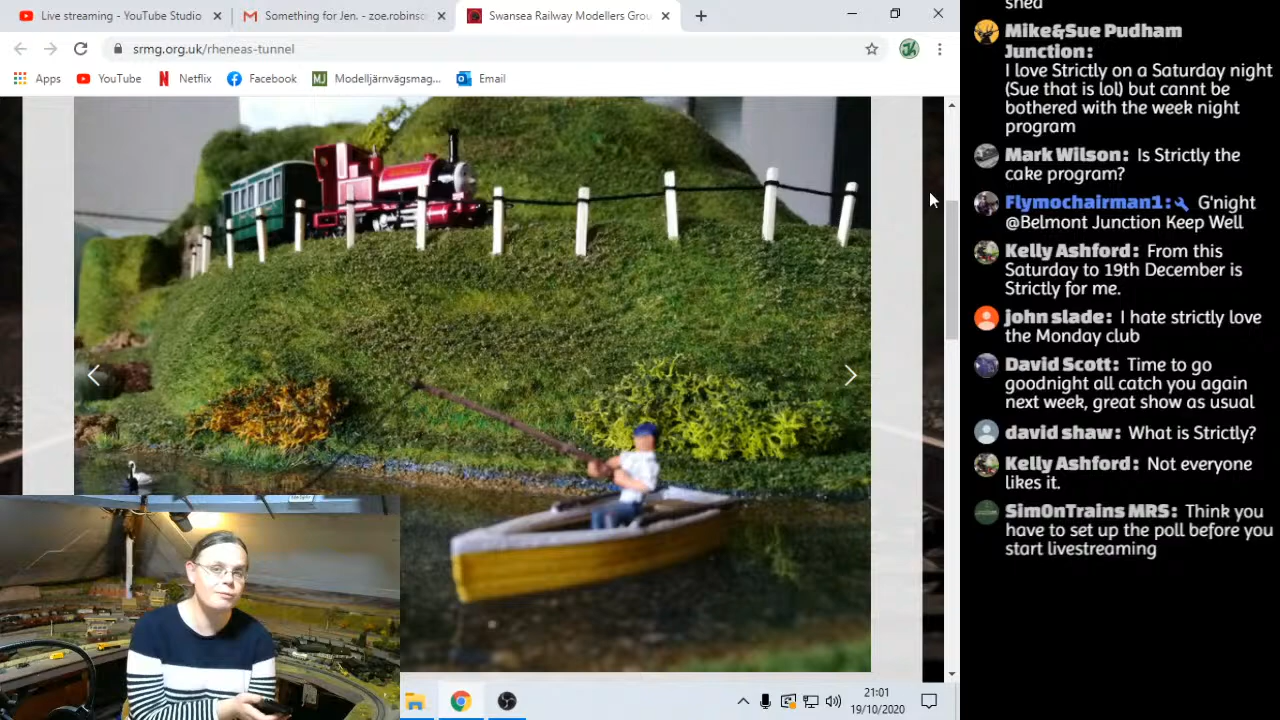 Live streaming - YouTube Studio
Something for Jen. - zoe.robinso
Swansea Railway Modellers Grou
srmg.org.uk/rheneas-tunnel
Apps
YouTube
Netflix
Facebook
MJ
Modelljärnvägsmag...
Email
shed
Mike&Sue Pudham
Junction:
I love Strictly on a Saturday night
(Sue that is lol) but cannt be
bothered with the week night
program
Mark Wilson: Is Strictly the
cake program?
Flymochairman1: G'night
@Belmont Junction Keep Well
Kelly Ashford: From this
Saturday to 19th December is
Strictly for me.
john slade: I hate strictly love
the Monday club
David Scott: Time to go
goodnight all catch you again
next week, great show as usual
david shaw: What is Strictly?
Kelly Ashford: Not everyone
likes it.
Sim0nTrains MRS: Think you
have to set up the poll before you
start livestreaming
21:01
19/10/2020